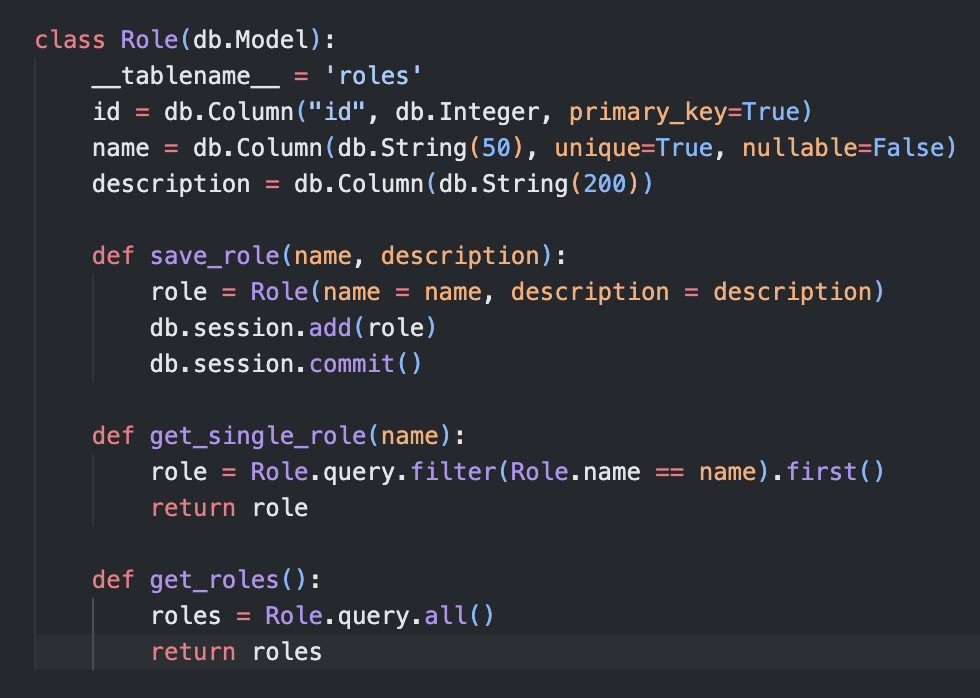 class Role(db.Model):
    __tablename__ = 'roles'
    id = db.Column("id", db.Integer, primary_key=True)
    name = db.Column(db.String(50), unique=True, nullable=False)
    description = db.Column(db.String(200))

    def save_role(name, description):
        role = Role(name = name, description = description)
        db.session.add(role)
        db.session.commit()

    def get_single_role(name):
        role = Role.query.filter(Role.name == name).first()
        return role

    def get_roles():
        roles = Role.query.all()
        return roles